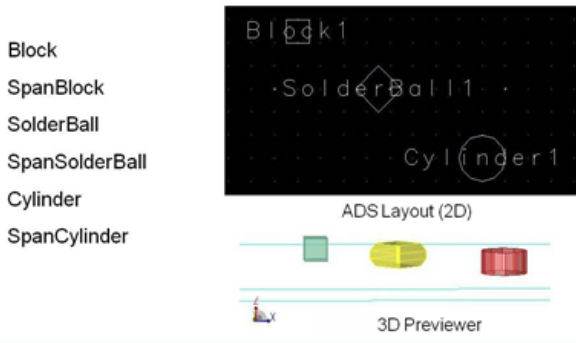 Block
SpanBlock
SolderBall
SpanSolderBall
Cylinder
SpanCylinder
Block1
SolderBall1
Cylinder1
ADS Layout (2D)
Z
X
3D Previewer